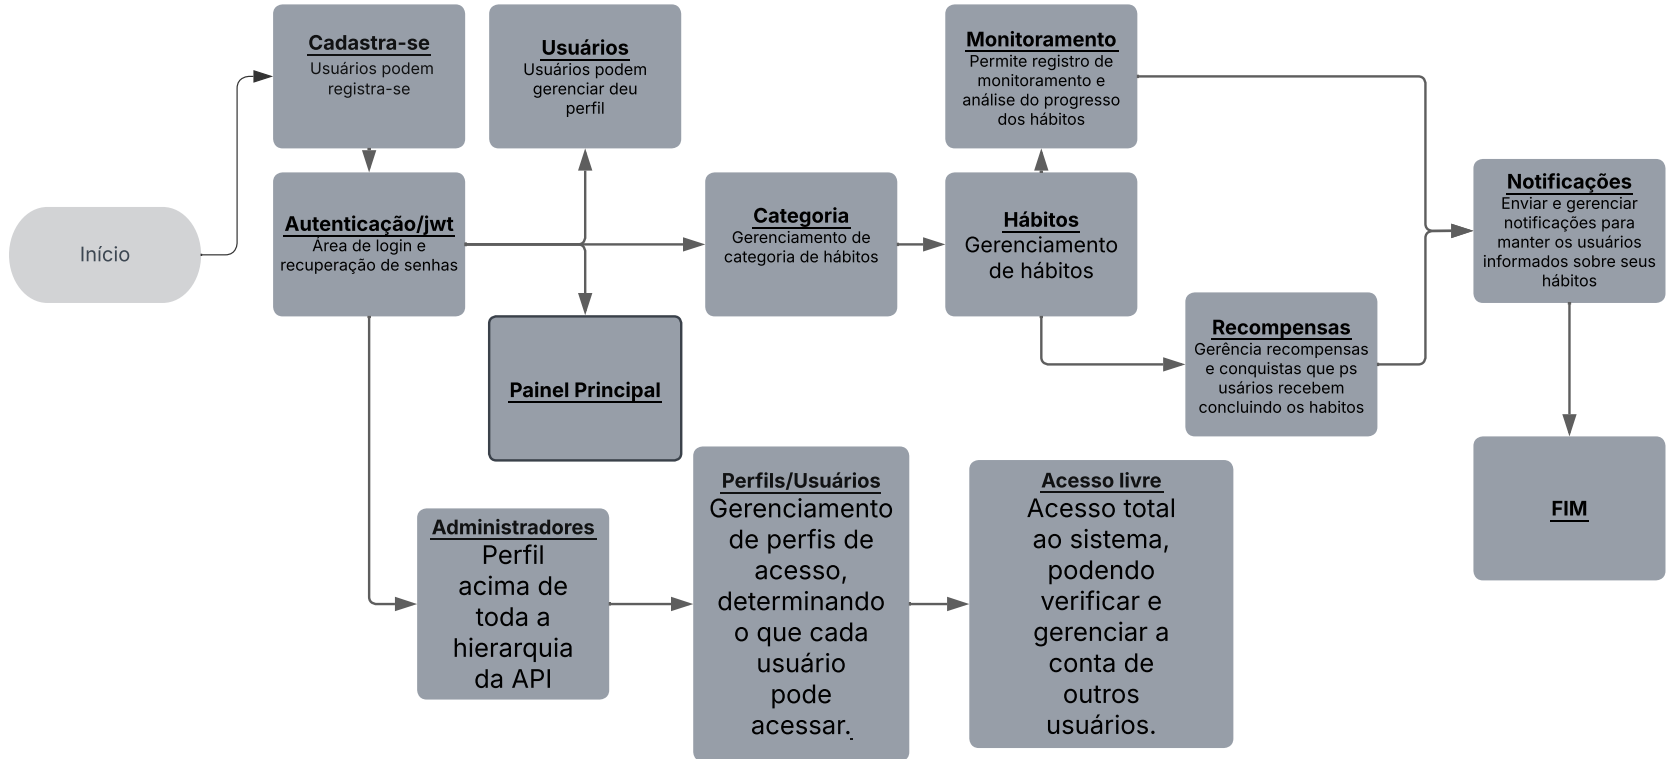 Início
Cadastra-se
Usuários podem
registra-se
Autenticação/jwt
Área de login e
recuperação de senhas
Usuários
Usuários podem
gerenciar deu
perfil
Painel Principal
Categoria
Gerenciamento de
categoria de hábitos
Monitoramento
Permite registro de
monitoramento e
análise do progresso
dos hábitos
Hábitos
Gerenciamento
de hábitos
Recompensas
Gerência recompensas
e conquistas que ps
usários recebem
concluindo os habitos
Notificações
Enviar e gerenciar
notificações para
manter os usuários
informados sobre seus
hábitos
FIM
Administradores
Perfil
acima de
toda a
hierarquia
da API
Perfils/Usuários
Gerenciamento
de perfis de
acesso,
determinando
o que cada
usuário
pode
acessar.
Acesso livre
Acesso total
ao sistema,
podendo
verificar e
gerenciar a
conta de
outros
usuários.